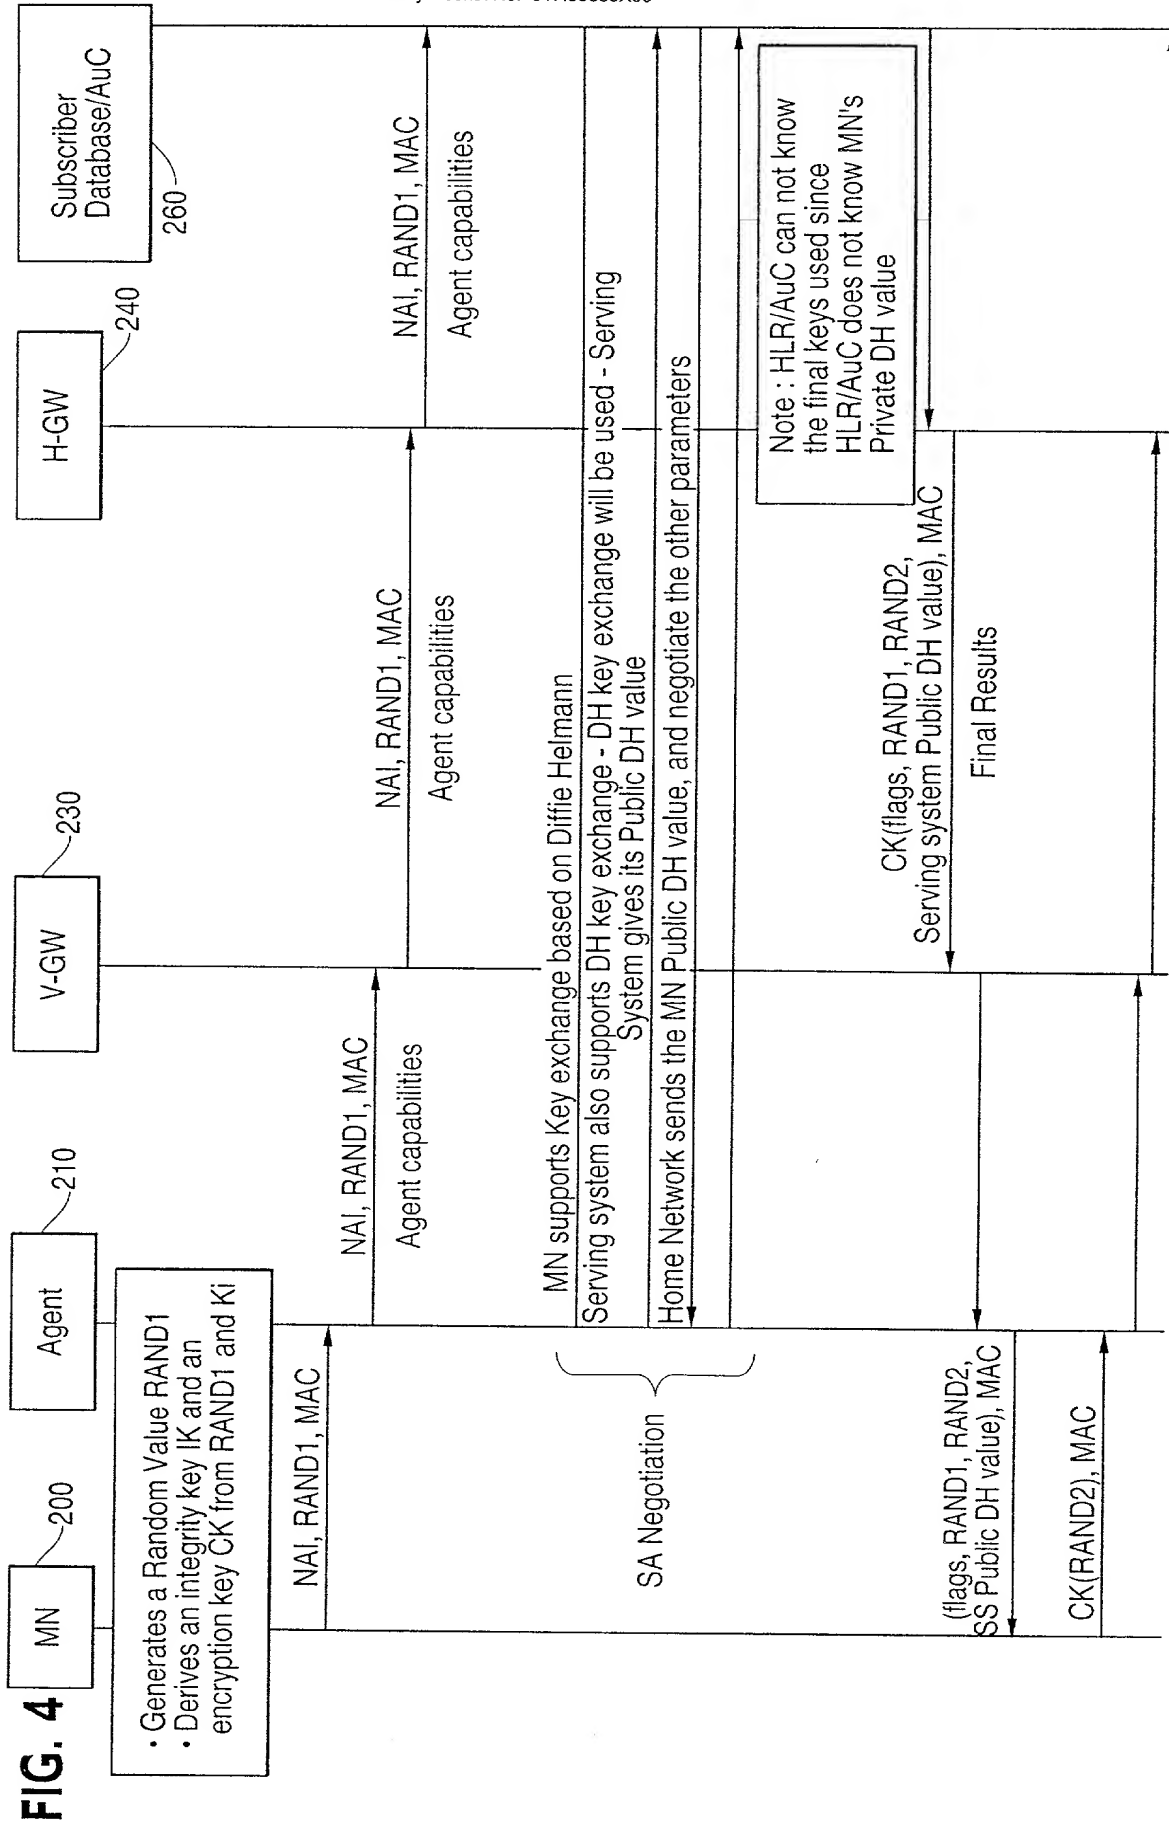 FIG. 4
MN
200
Agent
210
V-GW
230
H-GW
240
Subscriber
Database/AuC
260
· Generates a Random Value RAND1
· Derives an integrity key IK and an
encryption key CK from RAND1 and Ki
NAI, RAND1, MAC
NAI, RAND1, MAC
Agent capabilities
NAI, RAND1, MAC
Agent capabilities
NAI, RAND1, MAC
Agent capabilities
SA Negotiation
MN supports Key exchange based on Diffie Helmann
Serving system also supports DH key exchange - DH key exchange will be used - Serving
System gives its Public DH value
Home Network sends the MN Public DH value, and negotiate the other parameters
Note : HLR/AuC can not know
the final keys used since
HLR/AuC does not know MN's
Private DH value
CK(flags, RAND1, RAND2,
Serving system Public DH value), MAC
Final Results
(flags, RAND1, RAND2,
SS Public DH value), MAC
CK(RAND2), MAC